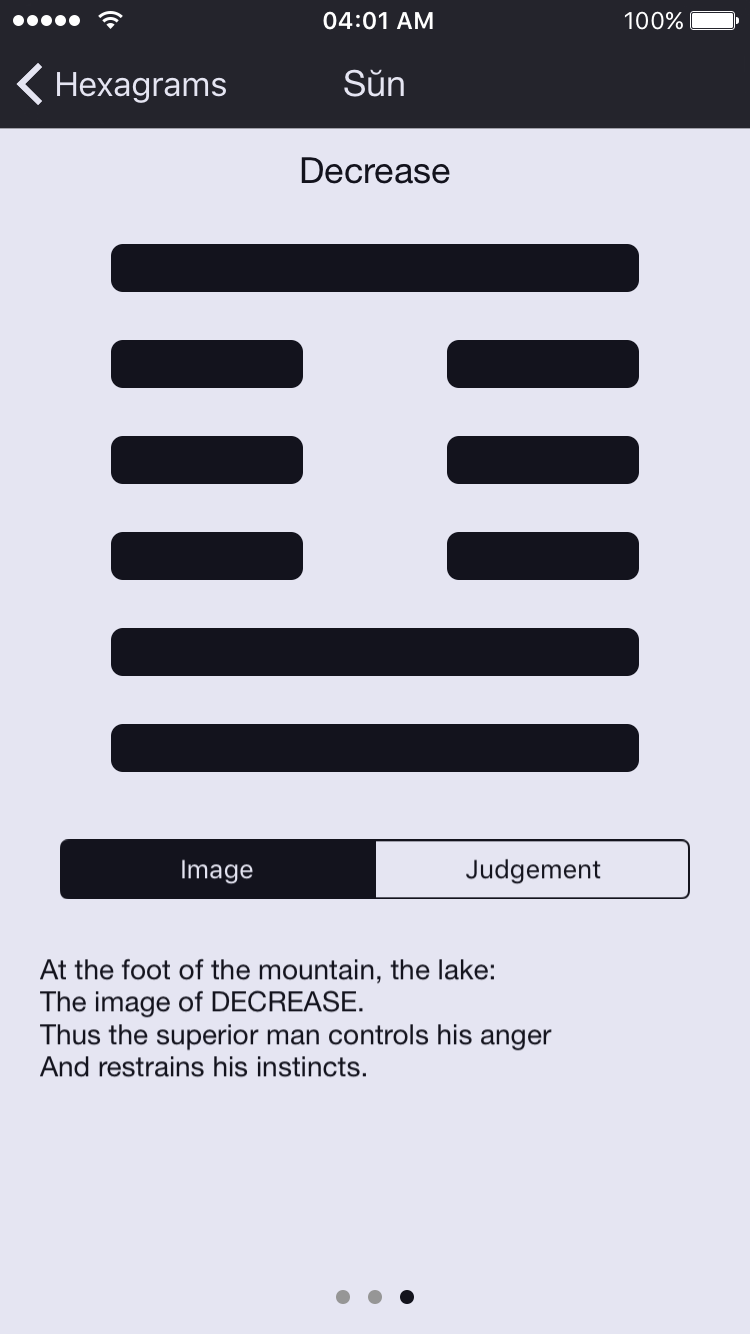 04:01 AM 100%
Hexagrams Sŭn
Decrease
Image Judgement
At the foot of the mountain, the lake:
The image of DECREASE.
Thus the superior man controls his anger
And restrains his instincts.